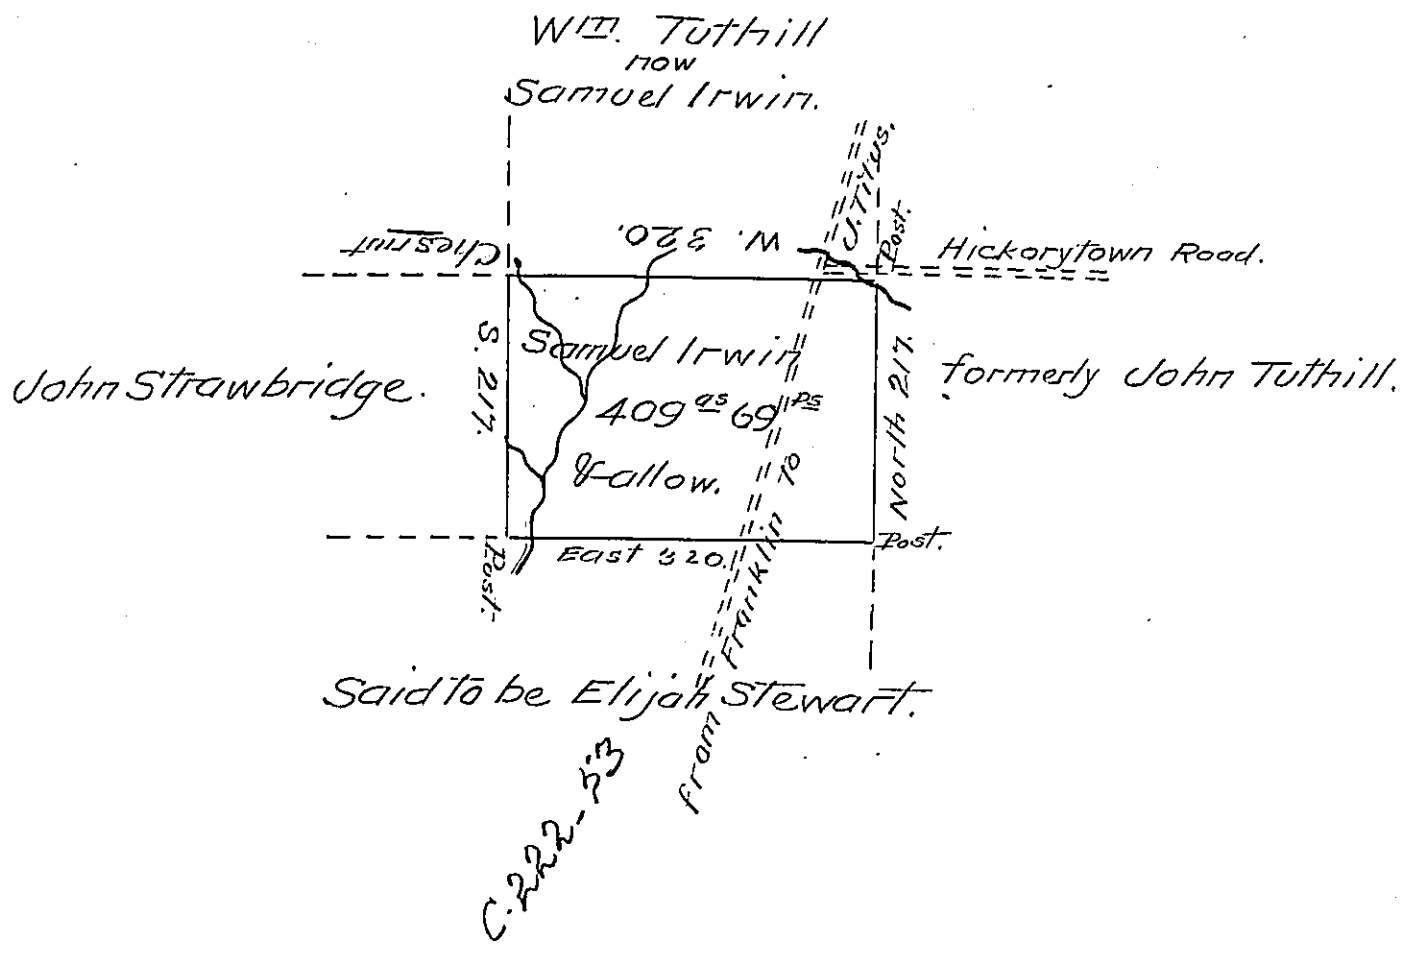 Wm. Tuthill
now
Samuel Irwin.
Chesnut
W. 320.
J. Titus.
Post.
Hickorytown Road.
S. 217.
Samuel Irwin
409 as 69 ps
& allow.
John Strawbridge.
North 217.
formerly John Tuthill.
Post.
East 320.
Post.
from Franklin to
Said to be Elijah Stewart.
C. 222-53